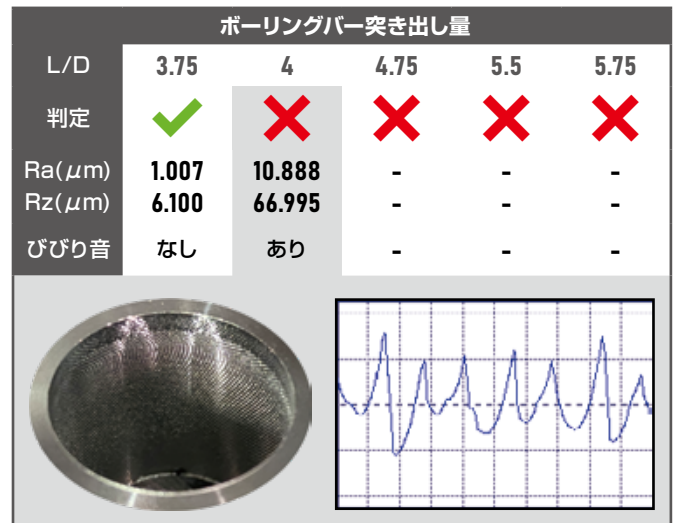 ボーリングバー突き出し量
L/D 3.75 4 4.75 5.5 5.75
判定
Ra(μm) 1.007 10.888 - - -
Rz(μm) 6.100 66.995 - - -
びびり音 なし あり - - -